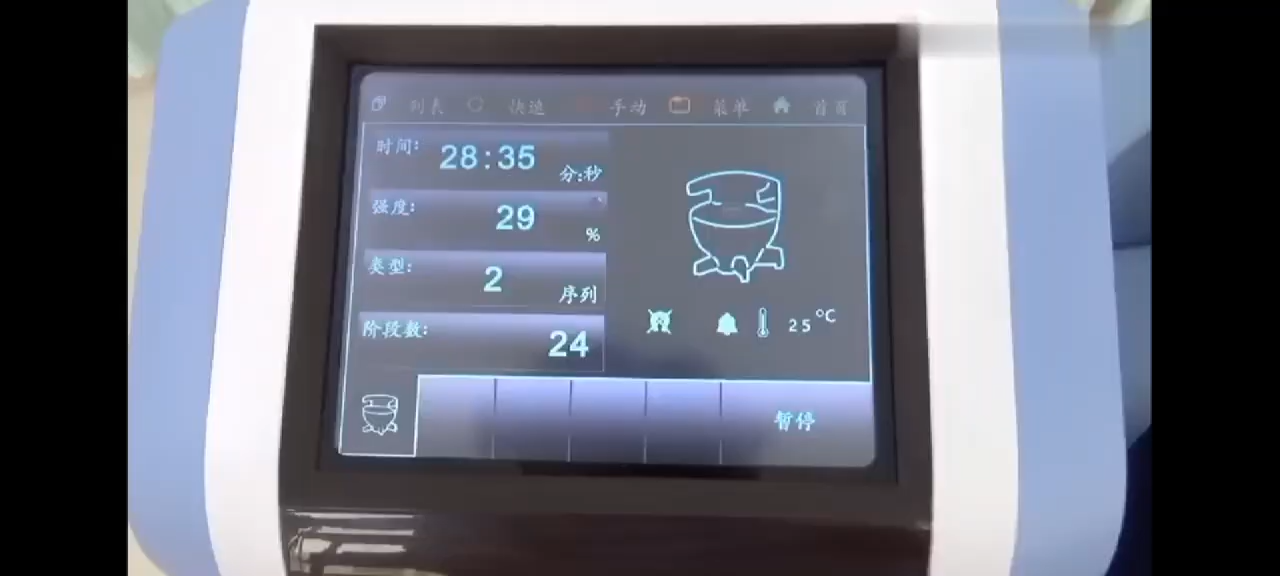 列表 快速 手动 菜单 首页
时间: 28:35 分:秒
强度: 29 %
类型: 2 序列
阶段数: 24
25°C
暂停